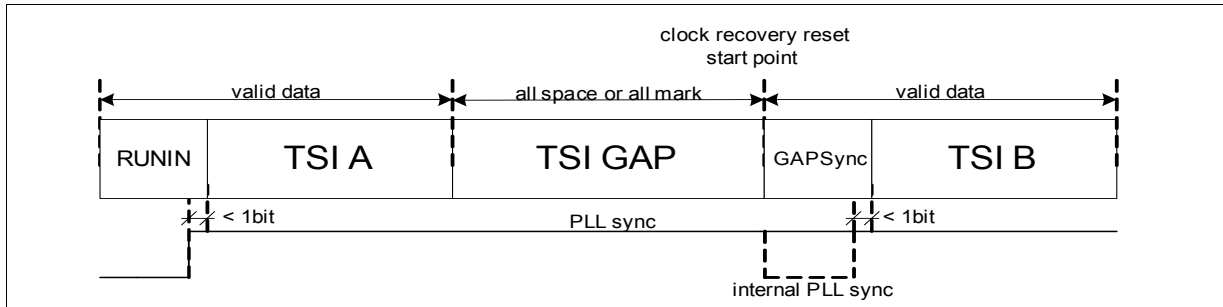 clock recovery reset
start point
valid data
all space or all mark
valid data
RUNIN
TSI A
TSI GAP
GAPSync
TSI B
< 1bit
PLL sync
< 1bit
internal PLL sync